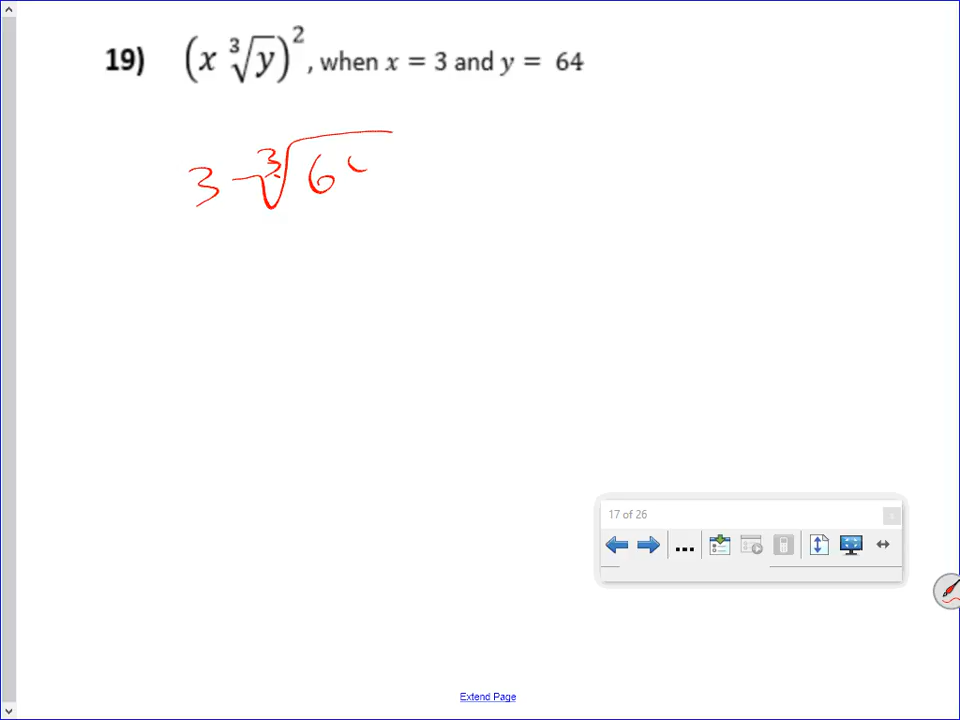 19) (x ∛y)², when x = 3 and y = 64
3 ∛6
17 of 26
x
...
Extend Page